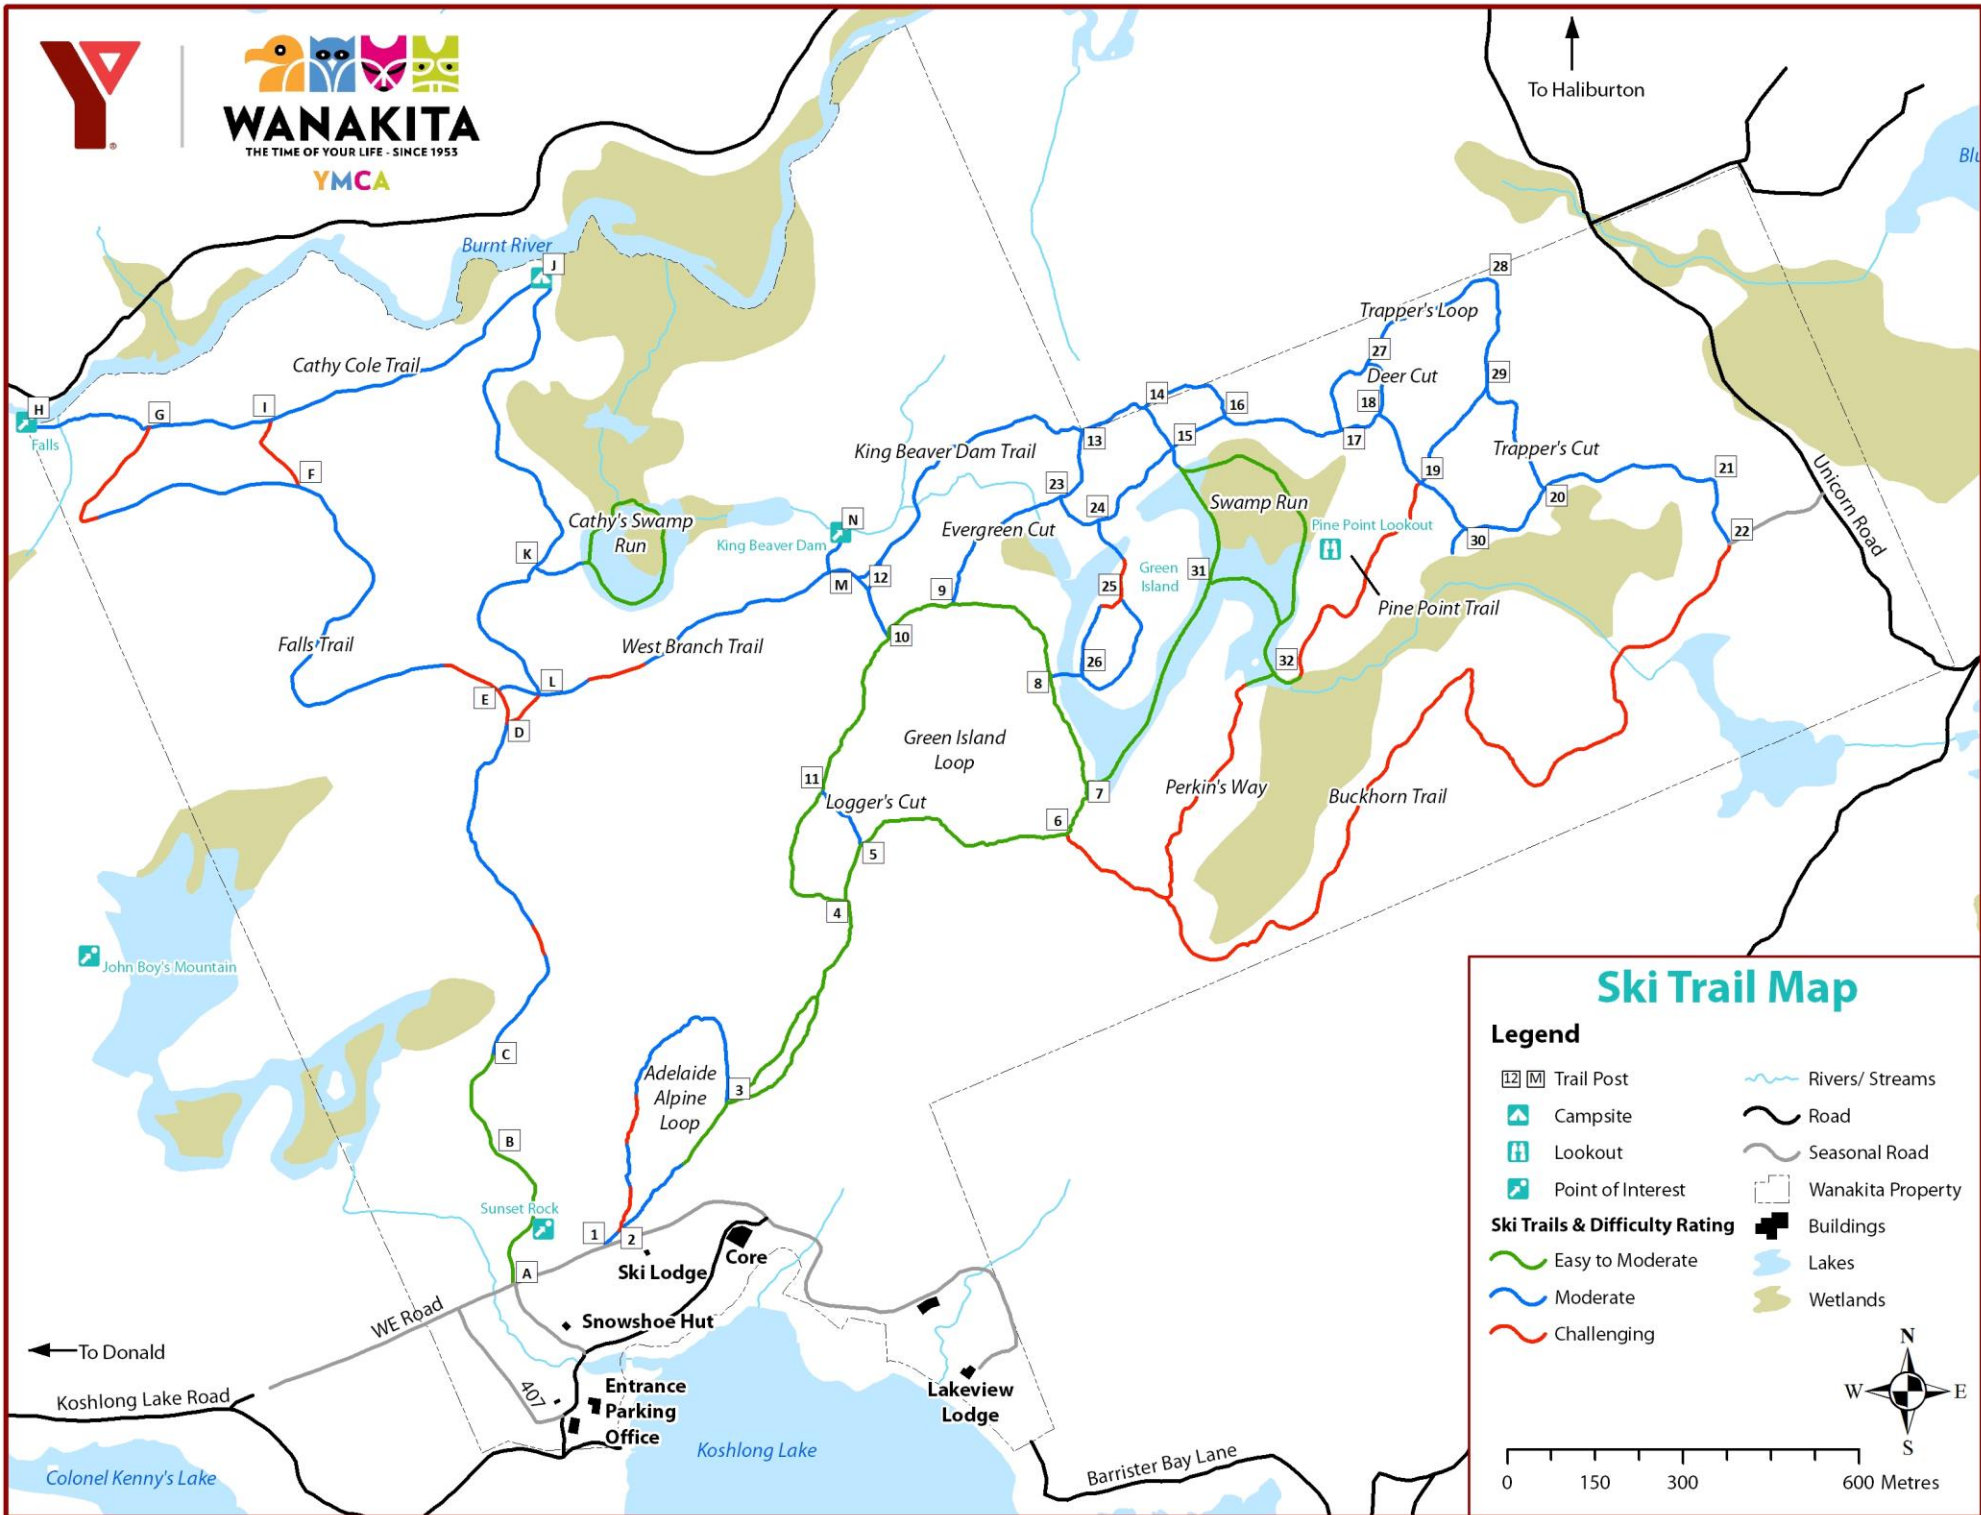 WANAKITA
THE TIME OF YOUR LIFE - SINCE 1953
YMCA
To Haliburton
Burnt River
J
28
Trapper's Loop
27
Cathy Cole Trail
Deer Cut
29
H
G
I
14
16
18
Falls
13
15
17
King Beaver Dam Trail
Trapper's Cut
F
19
21
23
20
24
Swamp Run
Unicorn Road
N
Cathy's Swamp
Run
Evergreen Cut
Pine Point Lookout
22
King Beaver Dam
30
K
M
12
9
25
Green
Island
31
Pine Point Trail
10
Falls Trail
West Branch Trail
26
32
E
L
8
D
Green Island
Loop
11
Logger's Cut
7
Perkin's Way
Buckhorn Trail
6
5
4
John Boy's Mountain
C
Adelaide
Alpine
Loop
3
B
Sunset Rock
1
2
A
Ski Lodge
Core
Snowshoe Hut
WE Road
To Donald
407
Koshlong Lake Road
Entrance
Parking
Office
Lakeview
Lodge
Koshlong Lake
Barrister Bay Lane
Colonel Kenny's Lake
Ski Trail Map
Legend
12 M Trail Post
Campsite
Lookout
Point of Interest
Ski Trails & Difficulty Rating
Easy to Moderate
Moderate
Challenging
Rivers/ Streams
Road
Seasonal Road
Wanakita Property
Buildings
Lakes
Wetlands
N
W E
S
0 150 300 600 Metres